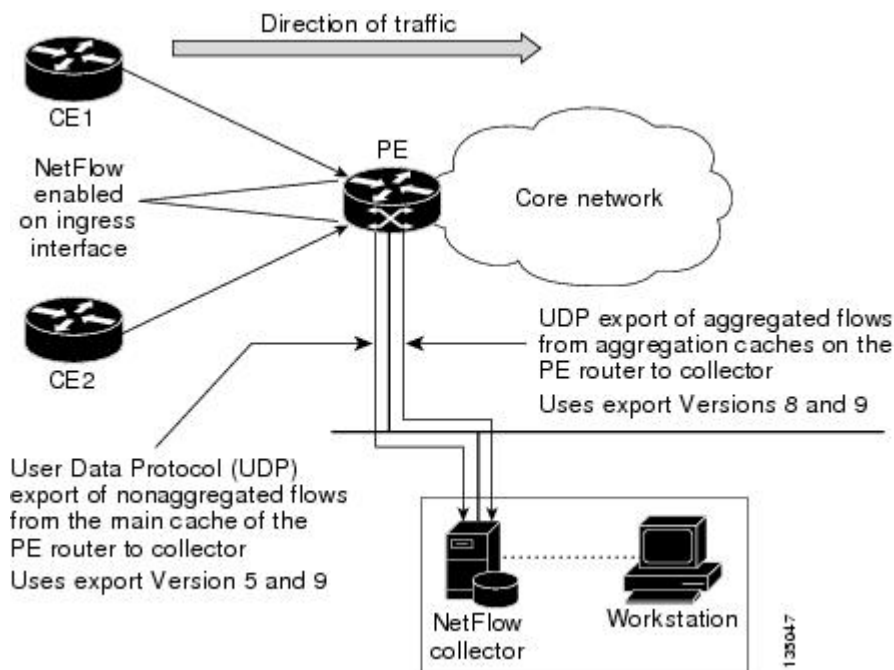 Direction of traffic
CE1
PE
NetFlow
enabled
on ingress
interface
Core network
CE2
UDP export of aggregated flows
from aggregation caches on the
PE router to collector
Uses export Versions 8 and 9
User Data Protocol (UDP)
export of nonaggregated flows
from the main cache of the
PE router to collector
Uses export Version 5 and 9
NetFlow
collector
Workstation
135047